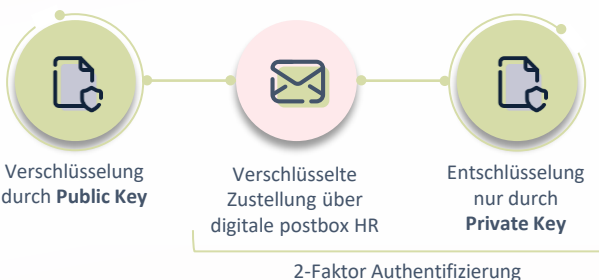 Verschlüsselung
durch Public Key
Verschlüsselte
Zustellung über
digitale postbox HR
Entschlüsselung
nur durch
Private Key
2-Faktor Authentifizierung